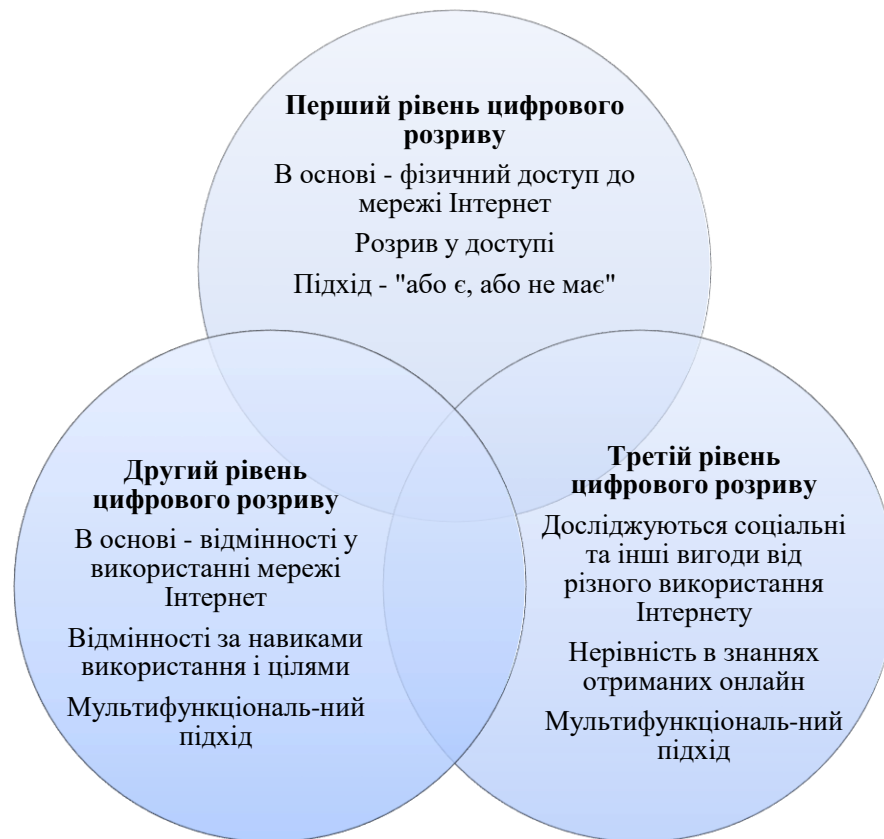 Перший рівень цифрового
розриву
В основі - фізичний доступ до
мережі Інтернет
Розрив у доступі
Підхід - "або є, або не має"
Другий рівень
цифрового розриву
В основі - відмінності у
використанні мережі
Інтернет
Відмінності за навиками
використання і цілями
Мультифункціональ-ний
підхід
Третій рівень
цифрового розриву
Досліджуються соціальні
та інші вигоди від
різного використання
Інтернету
Нерівність в знаннях
отриманих онлайн
Мультифункціональ-ний
підхід